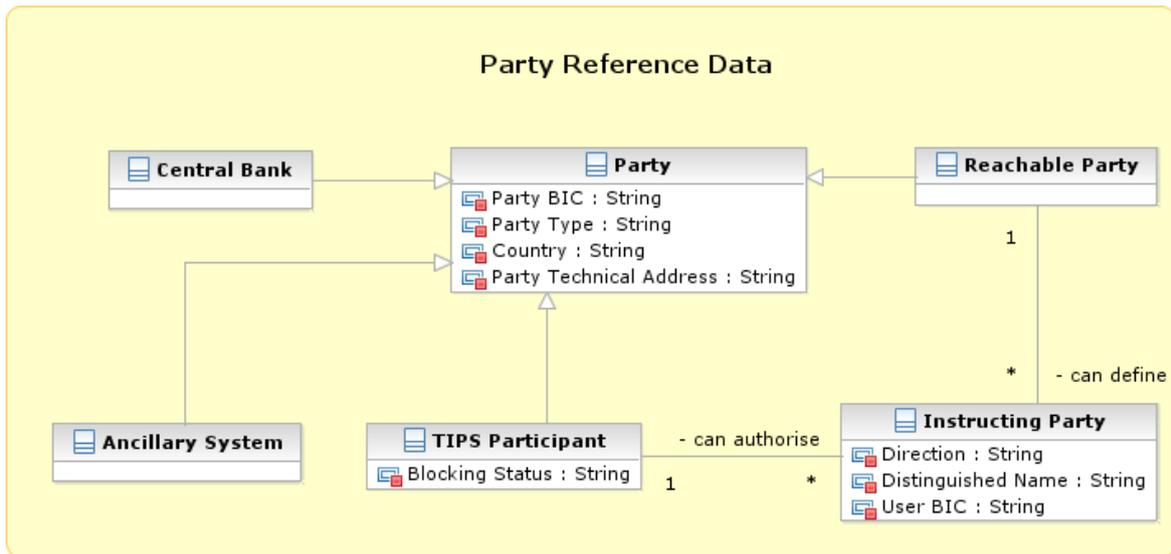 Party Reference Data
Central Bank
Party
Party BIC : String
Party Type : String
Country : String
Party Technical Address : String
Reachable Party
1
* - can define
Ancillary System
TIPS Participant
Blocking Status : String
- can authorise
1 *
Instructing Party
Direction : String
Distinguished Name : String
User BIC : String